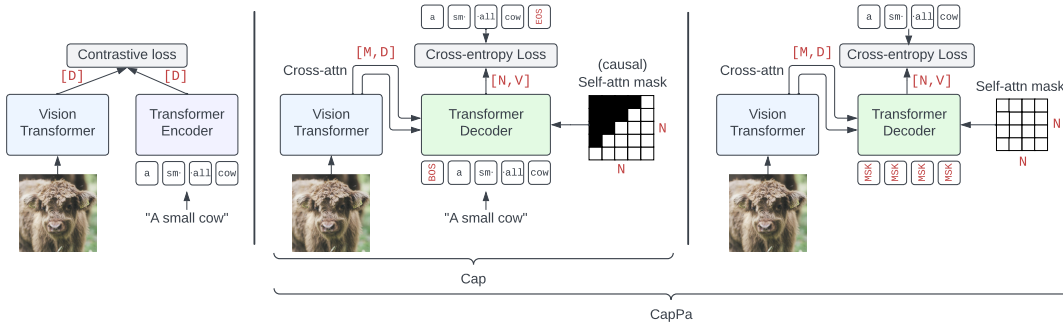 Contrastive loss
[D]
[D]
Vision
Transformer
Transformer
Encoder
a
sm·
·all
cow
"A small cow"
a
sm·
·all
cow
EOS
[M,D]
Cross-entropy Loss
Cross-attn
[N,V]
(causal)
Self-attn mask
Vision
Transformer
Transformer
Decoder
N
N
BOS
a
sm·
·all
cow
"A small cow"
Cap
a
sm·
·all
cow
[M,D]
Cross-entropy Loss
Cross-attn
[N,V]
Self-attn mask
Vision
Transformer
Transformer
Decoder
N
N
MSK
MSK
MSK
MSK
CapPa